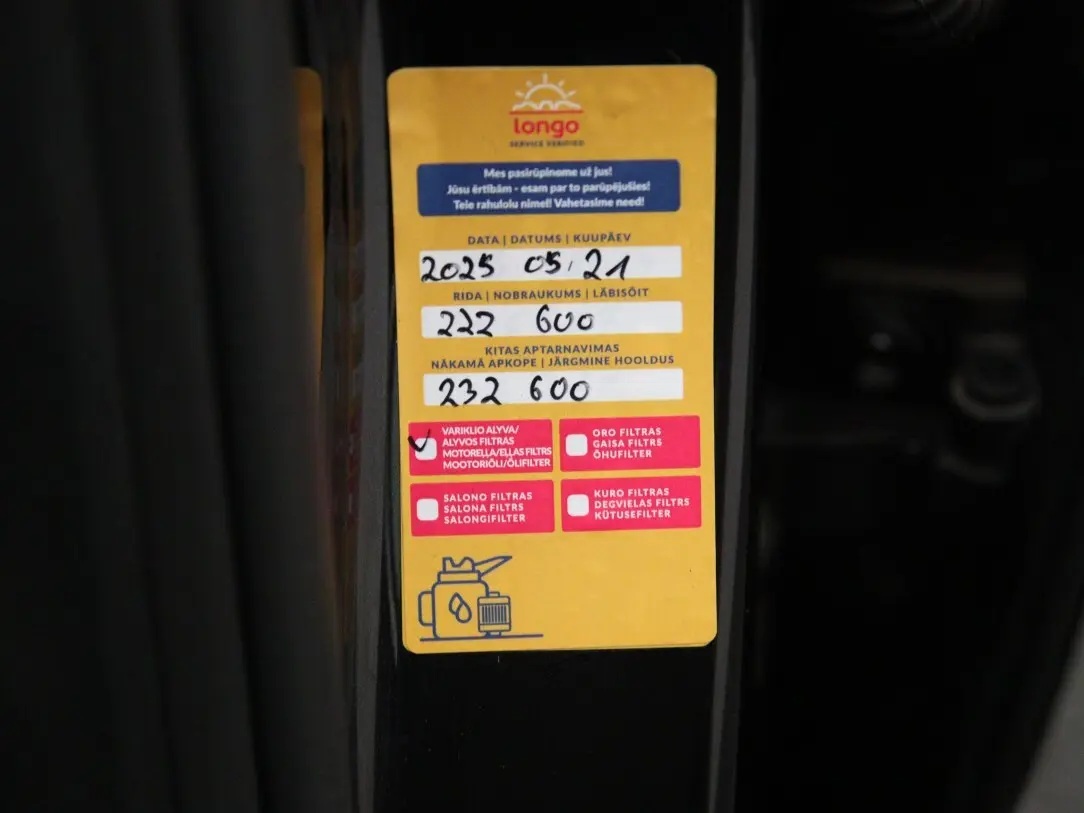 longo
SERVICE VERIFIED
Mes pasirūpinome už jus!
Jūsu ērtībām - esam par to parūpējušies!
Teie rahulolu nimel! Vahetasime need!
DATA | DATUMS | KUUPÄEV
2025 05, 21
RIDA | NOBRAUKUMS | LÄBISÕIT
222 600
KITAS APTARNAVIMAS
NĀKAMĀ APKOPE | JÄRGMINE HOOLDUS
232 600
VARIKLIO ALYVA/
ALYVOS FILTRAS
MOTOREĻĻA/EĻĻAS FILTRS
MOOTORIÕLI/ÕLIFILTER
ORO FILTRAS
GAISA FILTRS
ÕHUFILTER
SALONO FILTRAS
SALONA FILTRS
SALONGIFILTER
KURO FILTRAS
DEGVIELAS FILTRS
KÜTUSEFILTER